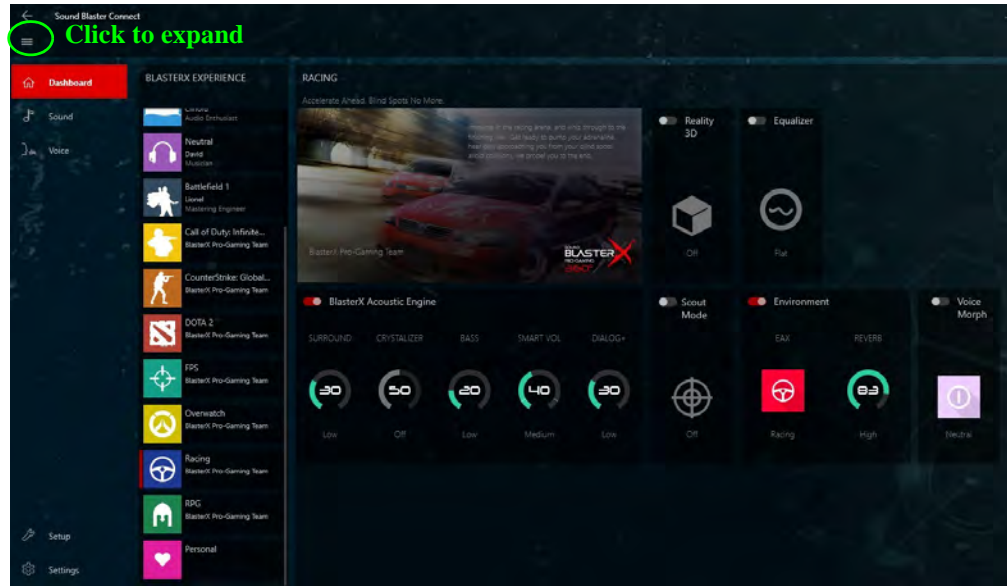 Sound Blaster Connect
Click to expand
Dashboard
Sound
Voice
Setup
Settings
BLASTERX EXPERIENCE
Audio Enthusiast
Neutral
David
Musician
Battlefield 1
Lionel
Mastering Engineer
Call of Duty: Infinite...
BlasterX Pro-Gaming Team
CounterStrike: Global...
BlasterX Pro-Gaming Team
DOTA 2
BlasterX Pro-Gaming Team
FPS
BlasterX Pro-Gaming Team
Overwatch
BlasterX Pro-Gaming Team
Racing
BlasterX Pro-Gaming Team
RPG
BlasterX Pro-Gaming Team
Personal
RACING
Accelerate Ahead. Blind Spots No More.
BlasterX Pro-Gaming Team
SOUND
BLASTERX
PRO-GAMING
360°
Reality
3D
Off
Equalizer
Flat
BlasterX Acoustic Engine
SURROUND
CRYSTALIZER
BASS
SMART VOL
DIALOG+
30
50
20
40
30
Low
Off
Low
Medium
Low
Scout
Mode
Off
Environment
EAX
REVERB
83
Racing
High
Voice
Morph
Neutral